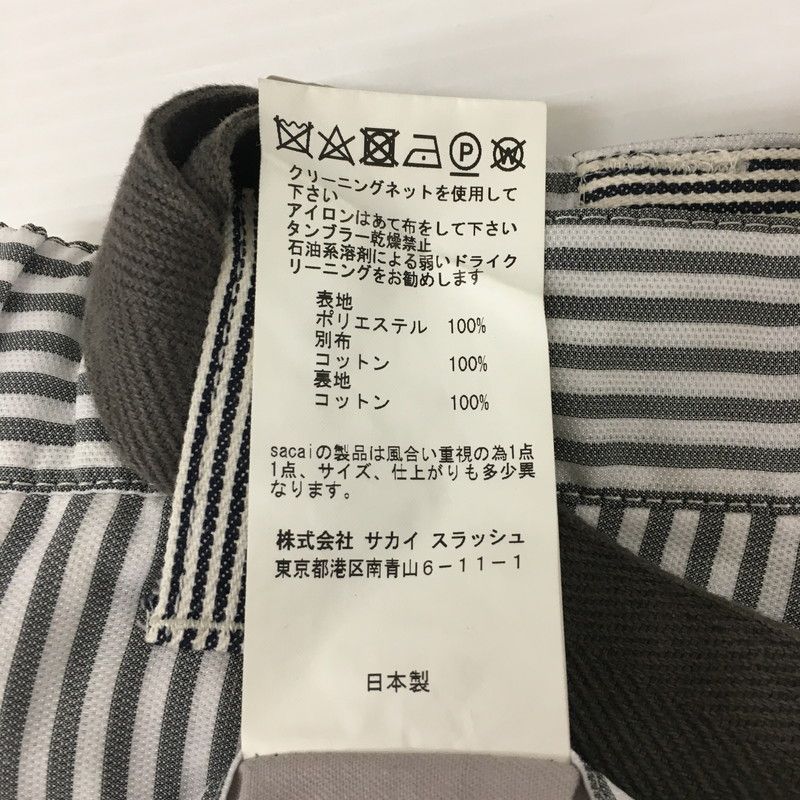 P W
クリーニングネットを使用して
下さい
アイロンはあて布をして下さい
タンブラー乾燥禁止
石油系溶剤による弱いドライク
リーニングをお勧めします
表地
ポリエステル 100%
別布
コットン 100%
裏地
コットン 100%
sacaiの製品は風合い重視の為1点
1点、サイズ、仕上がりも多少異
なります。
株式会社 サカイ スラッシュ
東京都港区南青山6-11-1
日本製